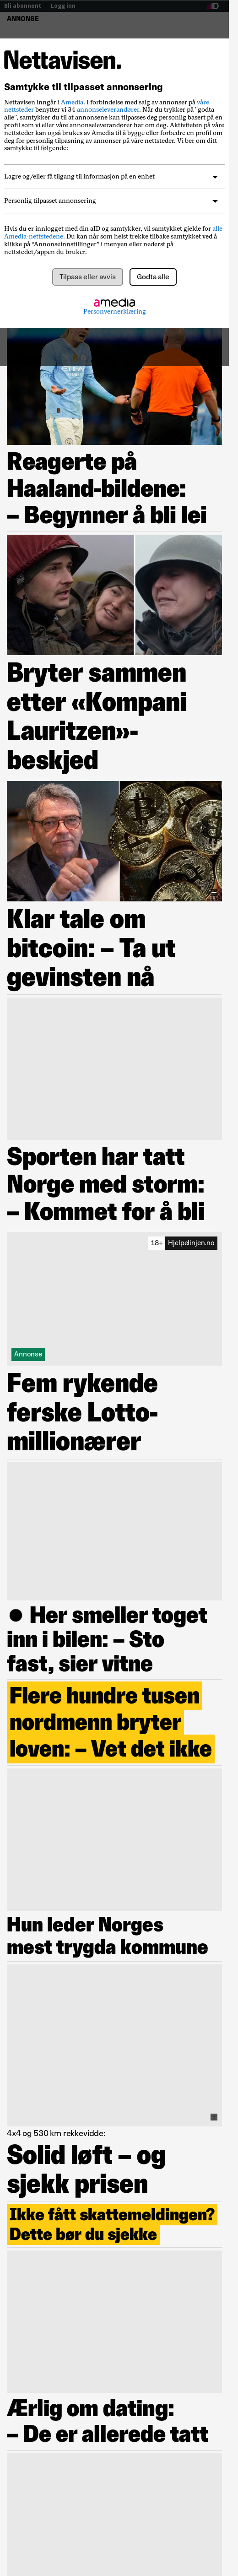 Bli abonnent | Logg inn
aID
ANNONSE
Nettavisen.
Samtykke til tilpasset annonsering
Nettavisen inngår i Amedia. I forbindelse med salg av annonser på våre
nettsteder benytter vi 34 annonseleverandører. Når du trykker på "godta
alle", samtykker du til at annonsene kan tilpasses deg personlig basert på en
profil som vi eller våre annonseleverandører har om deg. Aktiviteten på våre
nettsteder kan også brukes av Amedia til å bygge eller forbedre en profil om
deg for personlig tilpasning av annonser på våre nettsteder. Vi ber om ditt
samtykke til følgende:
Lagre og/eller få tilgang til informasjon på en enhet
Personlig tilpasset annonsering
Hvis du er innlogget med din aID og samtykker, vil samtykket gjelde for alle
Amedia-nettstedene. Du kan når som helst trekke tilbake samtykket ved å
klikke på "Annonseinnstillinger" i menyen eller nederst på
nettstedet/appen du bruker.
Tilpass eller avvis
Godta alle
amedia
Personvernerklæring
Reagerte på
Haaland-bildene:
– Begynner å bli lei
Bryter sammen
etter «Kompani
Lauritzen»-
beskjed
Klar tale om
bitcoin: – Ta ut
gevinsten nå
Sporten har tatt
Norge med storm:
– Kommet for å bli
18+ Hjelpelinjen.no
Annonse
Fem rykende
ferske Lotto-
millionærer
● Her smeller toget
inn i bilen: – Sto
fast, sier vitne
Flere hundre tusen
nordmenn bryter
loven: – Vet det ikke
Hun leder Norges
mest trygda kommune
4x4 og 530 km rekkevidde:
Solid løft – og
sjekk prisen
Ikke fått skattemeldingen?
Dette bør du sjekke
Ærlig om dating:
– De er allerede tatt